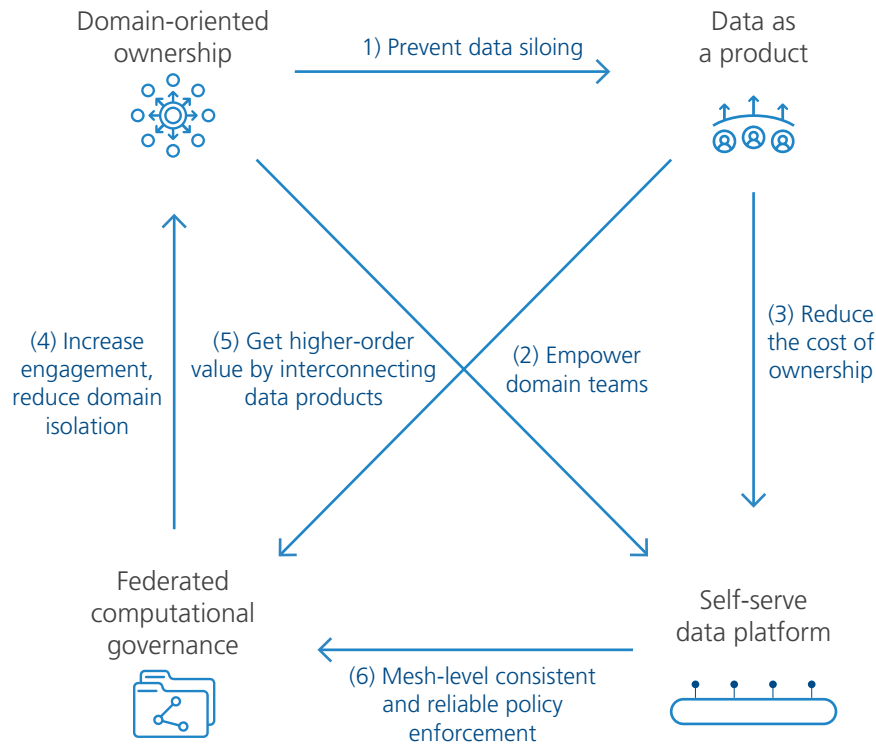 Domain-oriented
ownership
1) Prevent data siloing
Data as
a product
(4) Increase
engagement,
reduce domain
isolation
(5) Get higher-order
value by interconnecting
data products
(2) Empower
domain teams
(3) Reduce
the cost of
ownership
Federated
computational
governance
(6) Mesh-level consistent
and reliable policy
enforcement
Self-serve
data platform